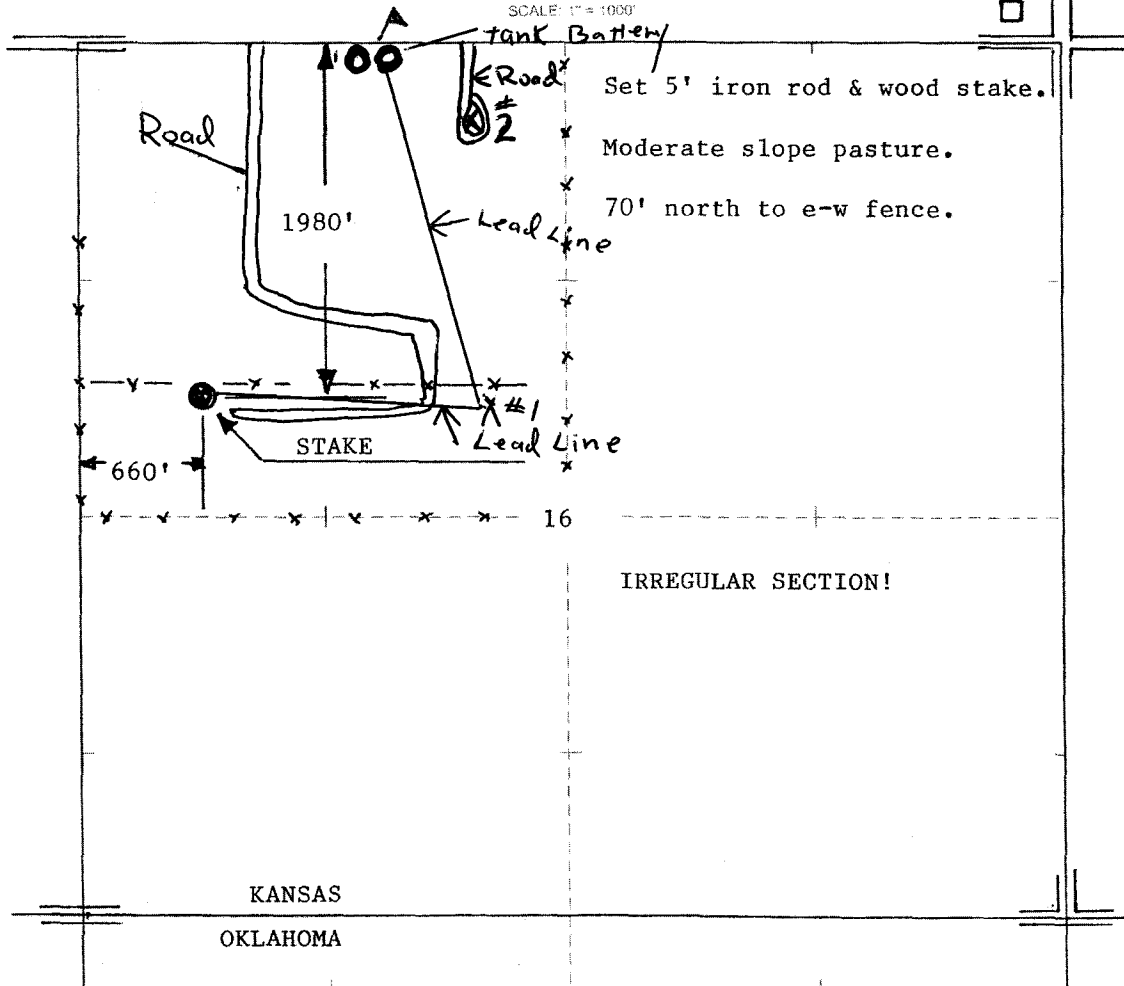 SCALE: 1" = 1000'
Tank Battery
Road
#2
Set 5' iron rod & wood stake.
Road
Moderate slope pasture.
70' north to e-w fence.
1980'
Lead Line
#1
STAKE
Lead Line
660'
16
IRREGULAR SECTION!
KANSAS
OKLAHOMA